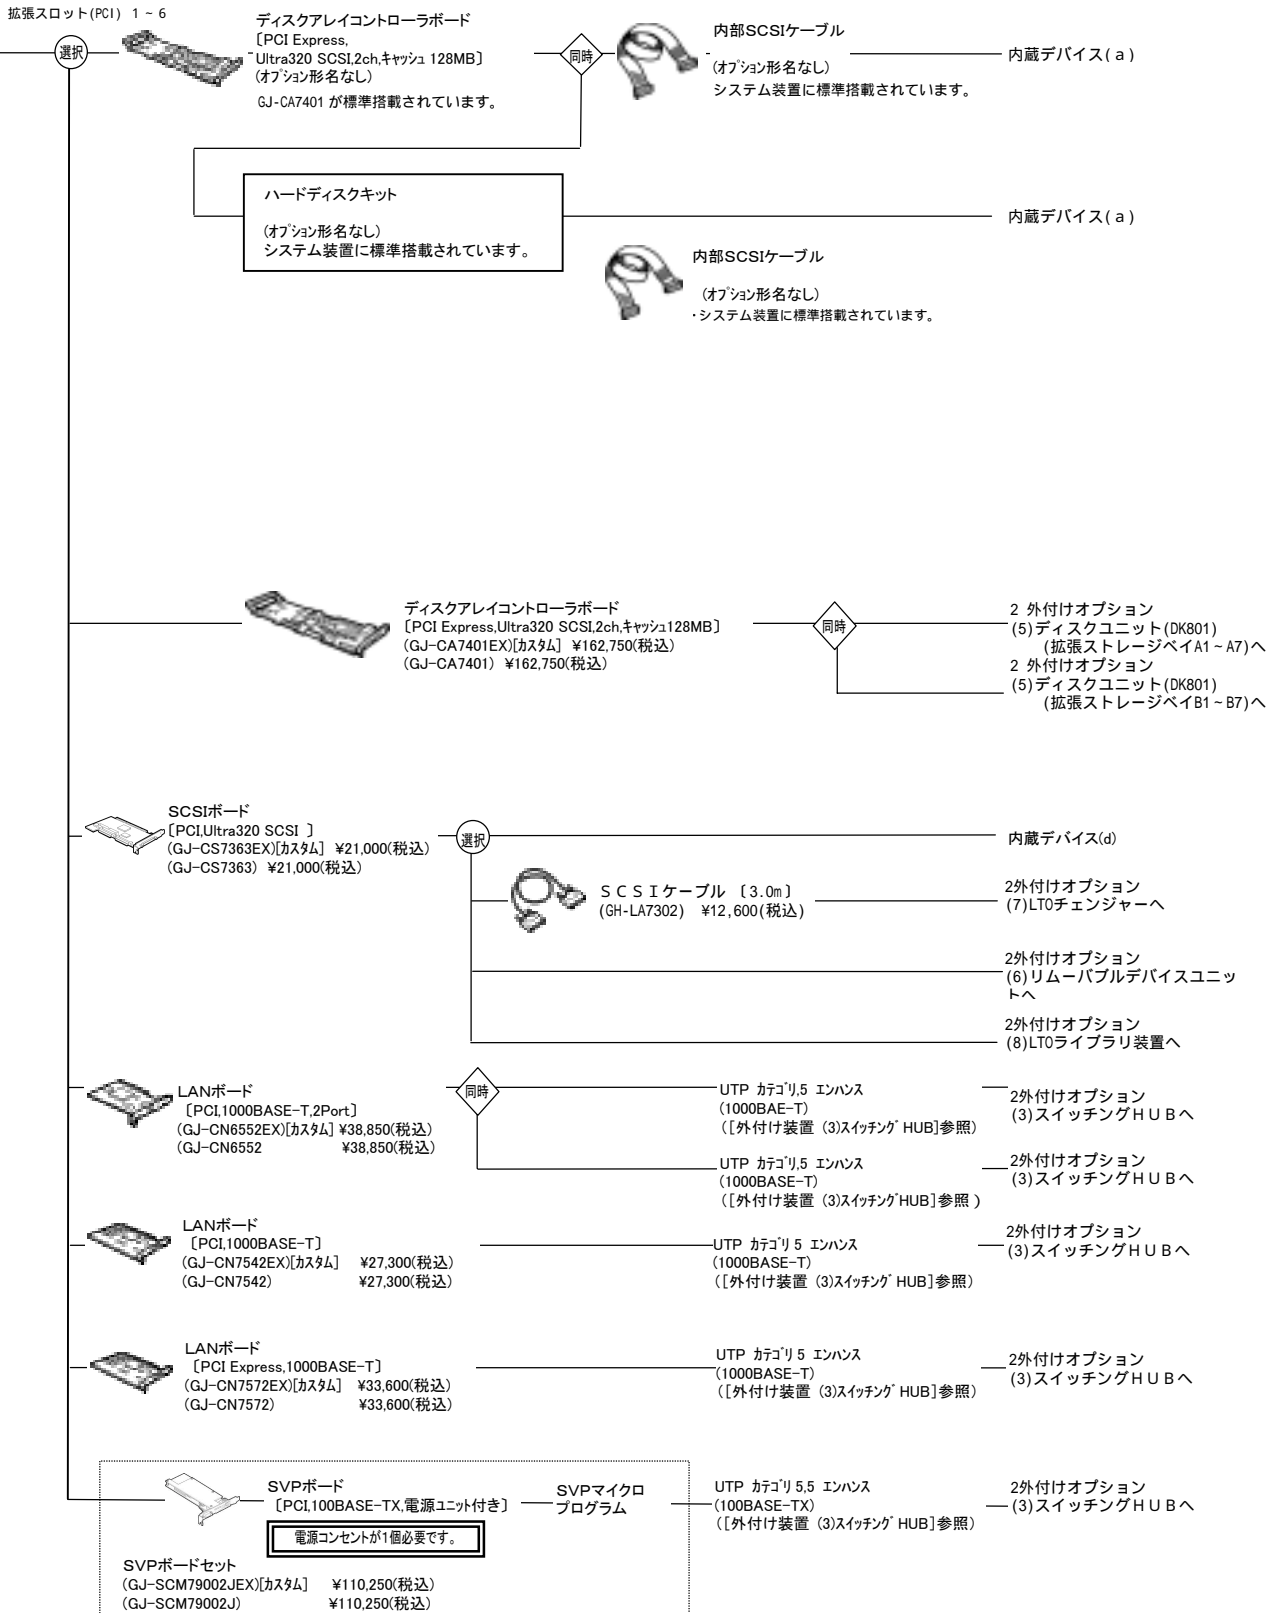 拡張スロット(PCI) 1～6
選択
ディスクアレイコントローラボード
〔PCI Express,
Ultra320 SCSI,2ch,キャッシュ 128MB〕
(オプション形名なし)
GJ-CA7401 が標準搭載されています。
同時
内部SCSIケーブル
(オプション形名なし)
システム装置に標準搭載されています。
内蔵デバイス(a)
ハードディスクキット
(オプション形名なし)
システム装置に標準搭載されています。
内蔵デバイス(a)
内部SCSIケーブル
(オプション形名なし)
・システム装置に標準搭載されています。
ディスクアレイコントローラボード
〔PCI Express,Ultra320 SCSI,2ch,キャッシュ128MB〕
(GJ-CA7401EX)[カスタム] ¥162,750(税込)
(GJ-CA7401) ¥162,750(税込)
同時
2 外付けオプション
(5)ディスクユニット(DK801)
(拡張ストレージベイA1～A7)へ
2 外付けオプション
(5)ディスクユニット(DK801)
(拡張ストレージベイB1～B7)へ
SCSIボード
〔PCI,Ultra320 SCSI 〕
(GJ-CS7363EX)[カスタム] ¥21,000(税込)
(GJ-CS7363) ¥21,000(税込)
選択
内蔵デバイス(d)
ＳＣＳＩケーブル 〔3.0m〕
(GH-LA7302) ¥12,600(税込)
2外付けオプション
(7)LTOチェンジャーへ
2外付けオプション
(6)リムーバブルデバイスユニッ
トへ
2外付けオプション
(8)LTOライブラリ装置へ
LANボード
〔PCI,1000BASE-T,2Port〕
(GJ-CN6552EX)[カスタム] ¥38,850(税込)
(GJ-CN6552 ¥38,850(税込)
同時
UTP カテゴリ,5 エンハンス
(1000BAE-T)
([外付け装置 (3)スイッチングHUB]参照)
2外付けオプション
(3)スイッチングＨＵＢへ
UTP カテゴリ,5 エンハンス
(1000BASE-T)
([外付け装置 (3)スイッチングHUB]参照 )
2外付けオプション
(3)スイッチングＨＵＢへ
LANボード
〔PCI,1000BASE-T〕
(GJ-CN7542EX)[カスタム] ¥27,300(税込)
(GJ-CN7542) ¥27,300(税込)
UTP カテゴリ 5 エンハンス
(1000BASE-T)
([外付け装置 (3)スイッチングHUB]参照)
2外付けオプション
(3)スイッチングＨＵＢへ
LANボード
〔PCI Express,1000BASE-T〕
(GJ-CN7572EX)[カスタム] ¥33,600(税込)
(GJ-CN7572) ¥33,600(税込)
UTP カテゴリ 5 エンハンス
(1000BASE-T)
([外付け装置 (3)スイッチングHUB]参照)
2外付けオプション
(3)スイッチングＨＵＢへ
SVPボード
〔PCI,100BASE-TX,電源ユニット付き〕
電源コンセントが1個必要です。
SVPマイクロ
プログラム
UTP カテゴリ 5,5 エンハンス
(100BASE-TX)
([外付け装置 (3)スイッチングHUB]参照)
2外付けオプション
(3)スイッチングＨＵＢへ
SVPボードセット
(GJ-SCM79002JEX)[カスタム] ¥110,250(税込)
(GJ-SCM79002J) ¥110,250(税込)